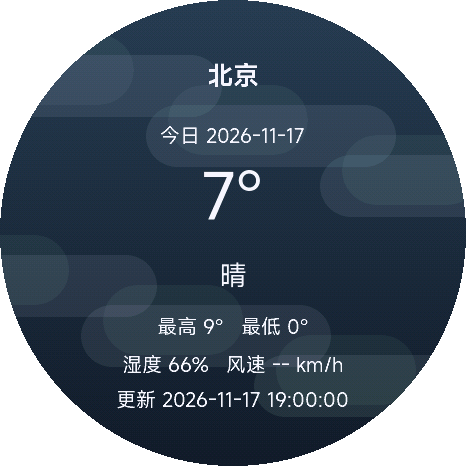 北京
今日 2026-11-17
7°
晴
最高 9° 最低 0°
湿度 66% 风速 -- km/h
更新 2026-11-17 19:00:00